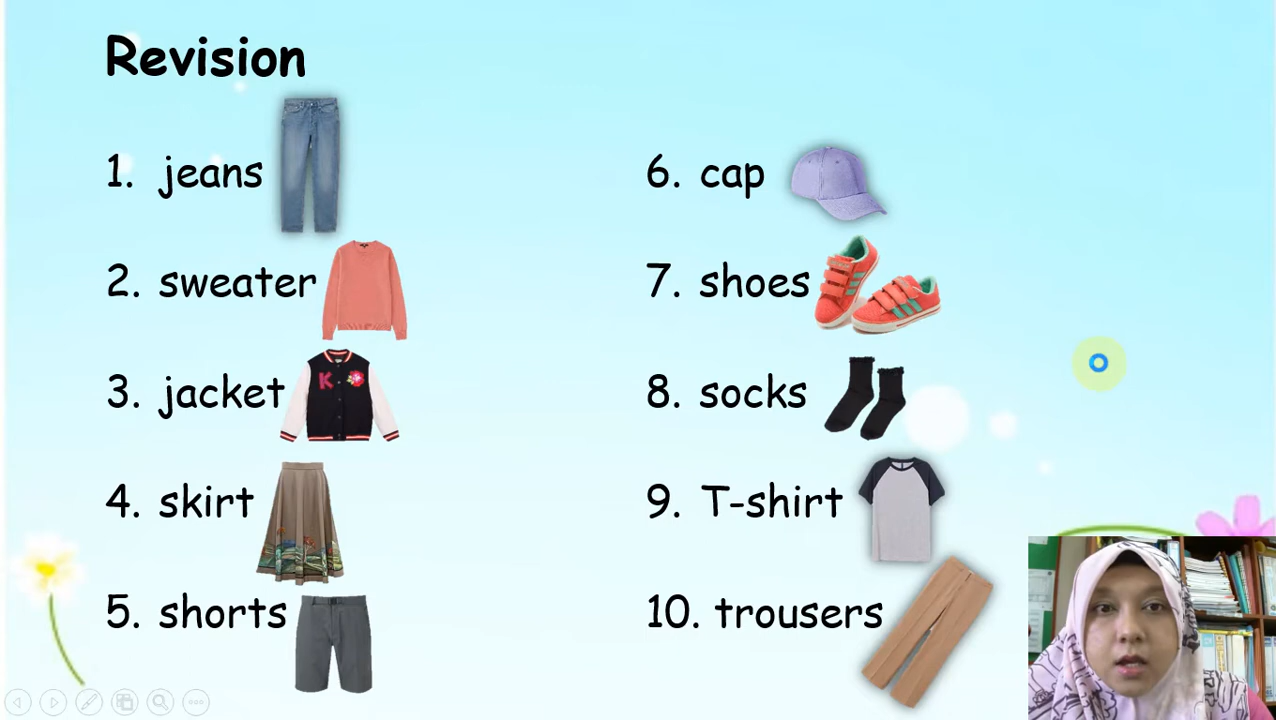 Revision
1. jeans
2. sweater
3. jacket
4. skirt
5. shorts
6. cap
7. shoes
8. socks
9. T-shirt
10. trousers
K